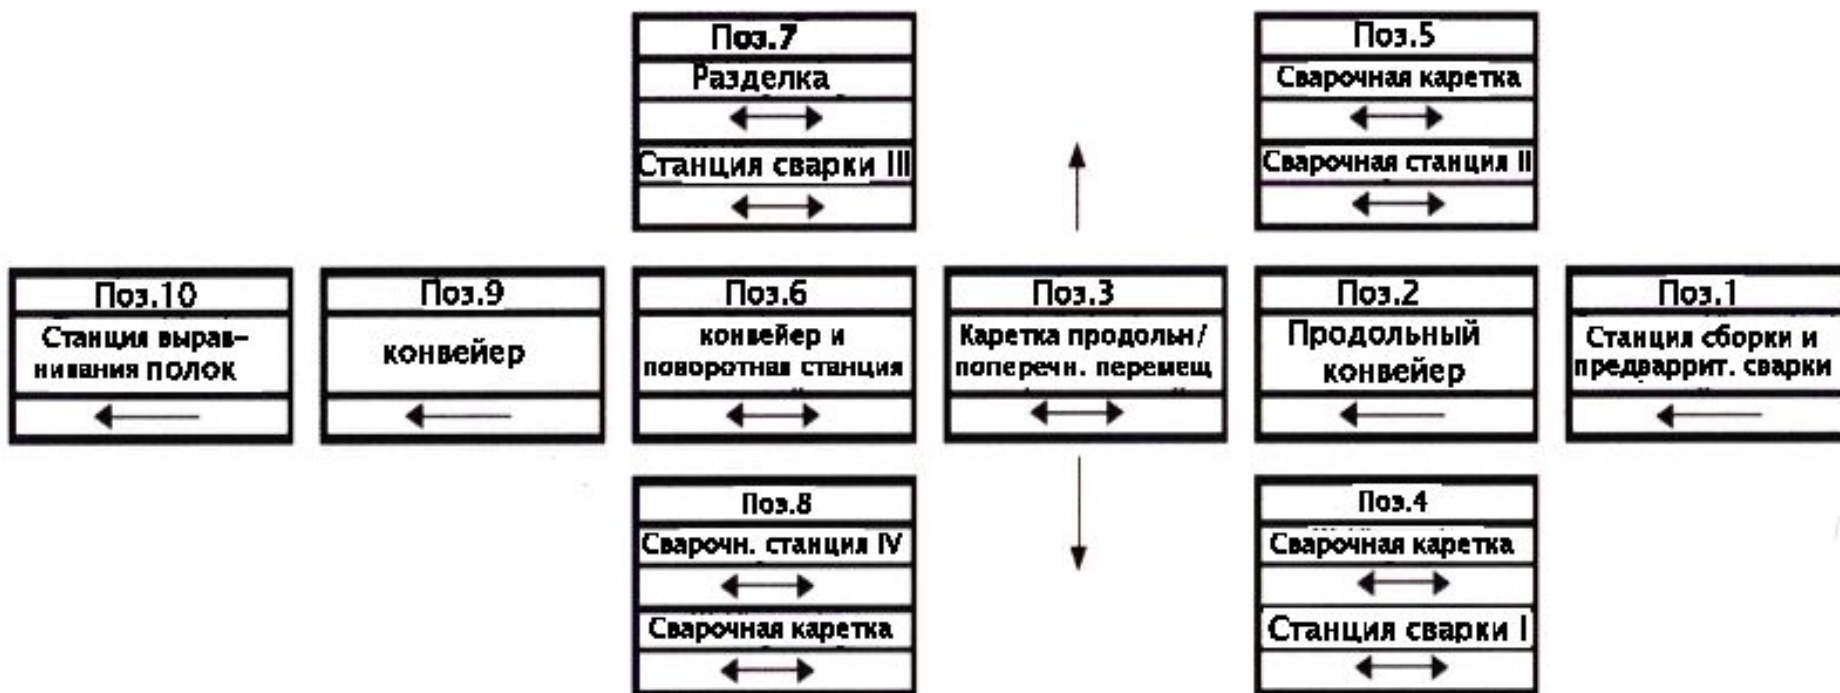 Поз.7
Разделка
Станция сварки III
Поз.5
Сварочная каретка
Сварочная станция II
Поз.10
Станция вырав-
нивания полок
Поз.9
конвейер
Поз.6
конвейер и
поворотная станция
Поз.3
Каретка продольн/
поперечн. перемещ
Поз.2
Продольный
конвейер
Поз.1
Станция сборки и
предваррит. сварки
Поз.8
Сварочн. станция IV
Сварочная каретка
Поз.4
Сварочная каретка
Станция сварки I